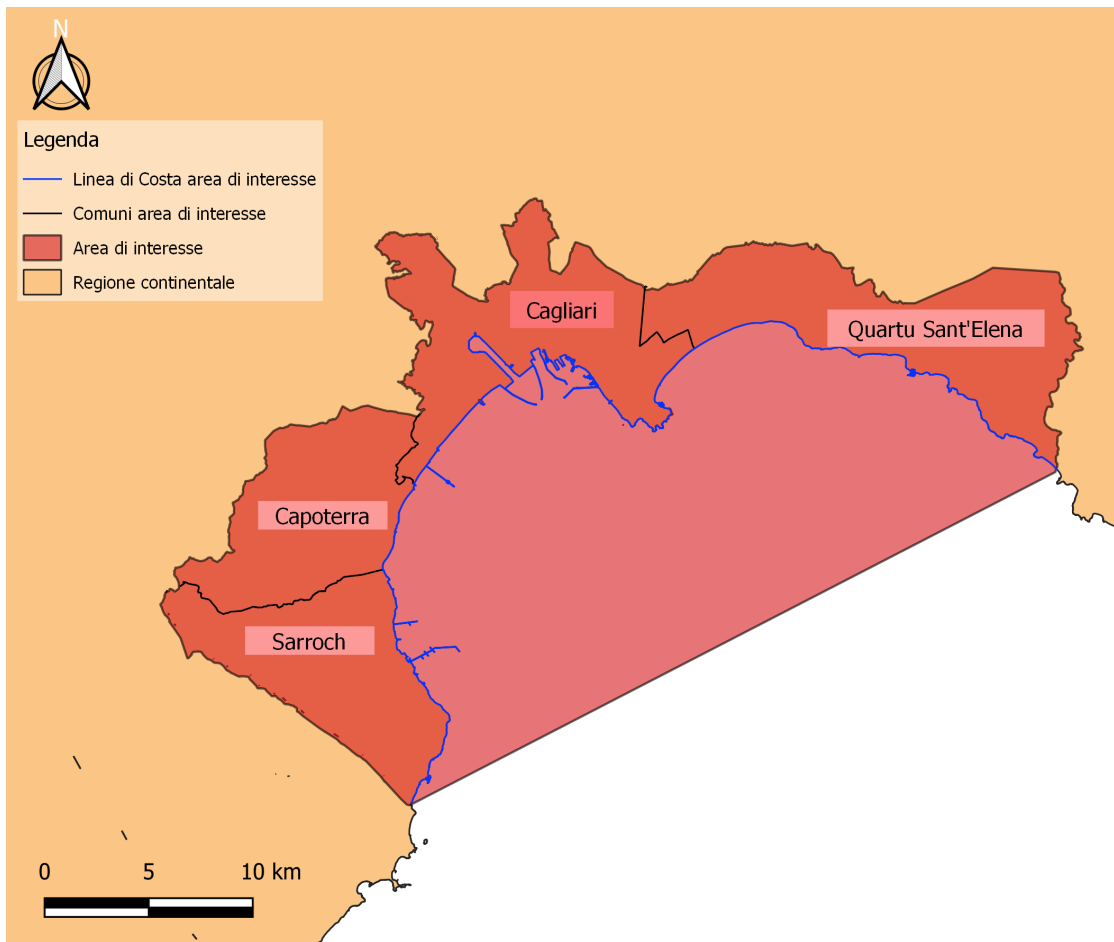 N
Legenda
Linea di Costa area di interesse
Comuni area di interesse
Area di interesse
Regione continentale
Cagliari
Quartu Sant'Elena
Capoterra
Sarroch
0 5 10 km